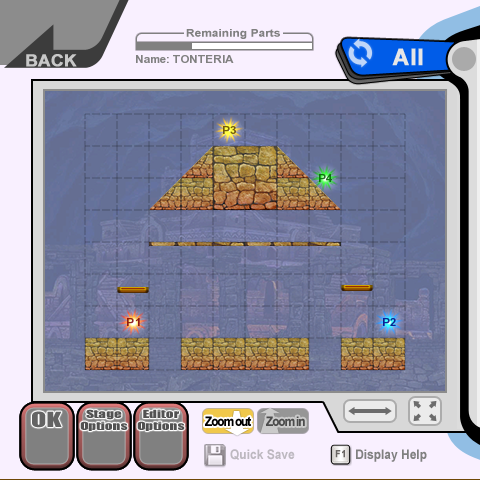 Remaining Parts
Name: TONTERIA
BACK
All
P3
P4
P1
P2
OK
Stage
Options
Editor
Options
Zoom out
Zoom in
Quick Save
F1 Display Help